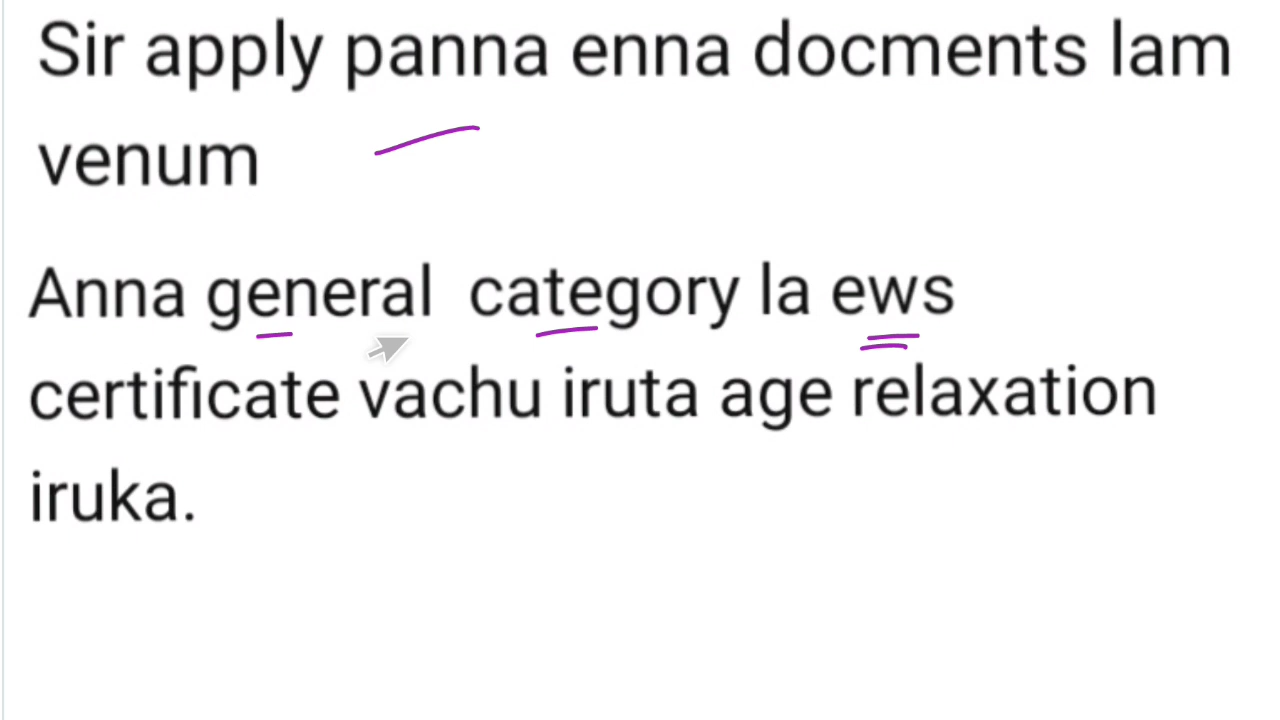 Sir apply panna enna docments lam
venum
Anna general category la ews
certificate vachu iruta age relaxation
iruka.